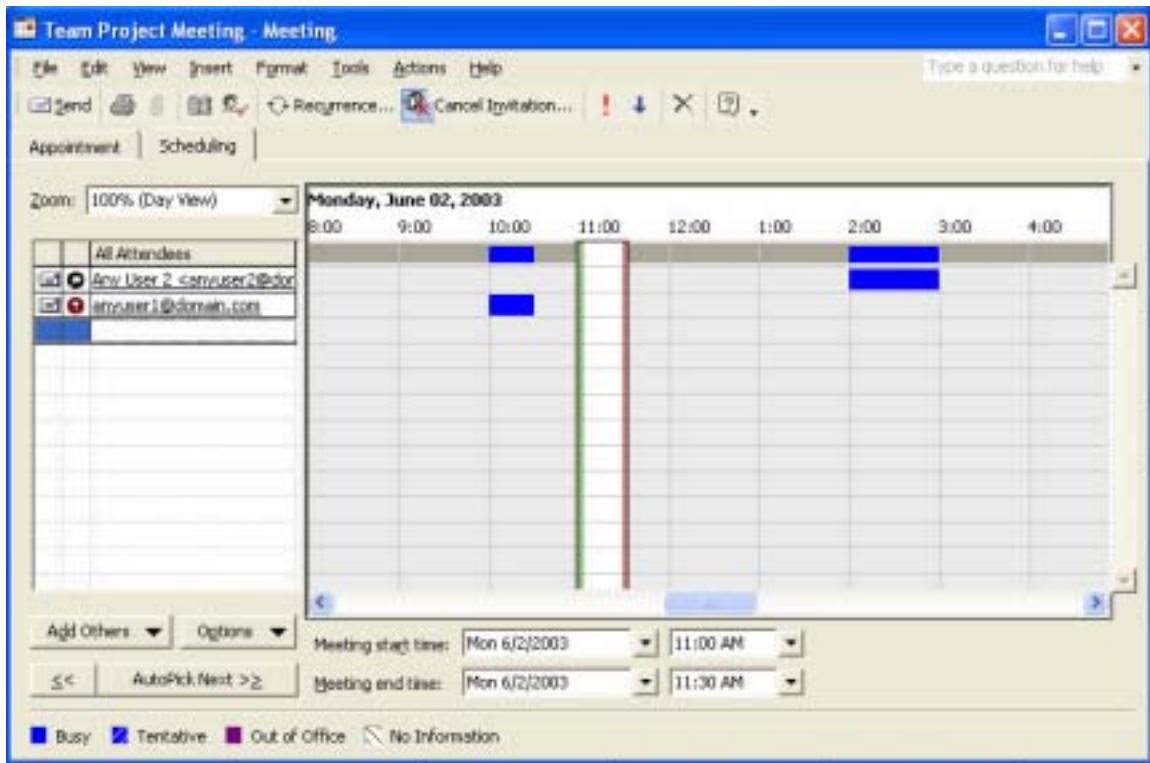 Team Project Meeting - Meeting
File Edit View Insert Format Tools Actions Help Type a question for help
Send Recurrence... Cancel Invitation...
Appointment Scheduling
Zoom: 100% (Day View) Monday, June 02, 2003
8:00 9:00 10:00 11:00 12:00 1:00 2:00 3:00 4:00
All Attendees
Any User 2 <anyuser2@dor
anyuser1@domain.com
Add Others Options
Meeting start time: Mon 6/2/2003 11:00 AM
<< AutoPick Next >>
Meeting end time: Mon 6/2/2003 11:30 AM
Busy Tentative Out of Office No Information